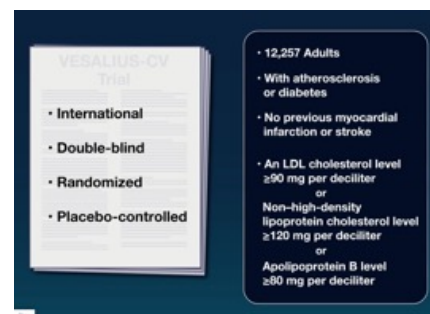 VESALIUS-CV
Trial
• International
• Double-blind
• Randomized
• Placebo-controlled
• 12,257 Adults
• With atherosclerosis
or diabetes
• No previous myocardial
infarction or stroke
• An LDL cholesterol level
≥90 mg per deciliter
or
Non–high-density
lipoprotein cholesterol level
≥120 mg per deciliter
or
Apolipoprotein B level
≥80 mg per deciliter